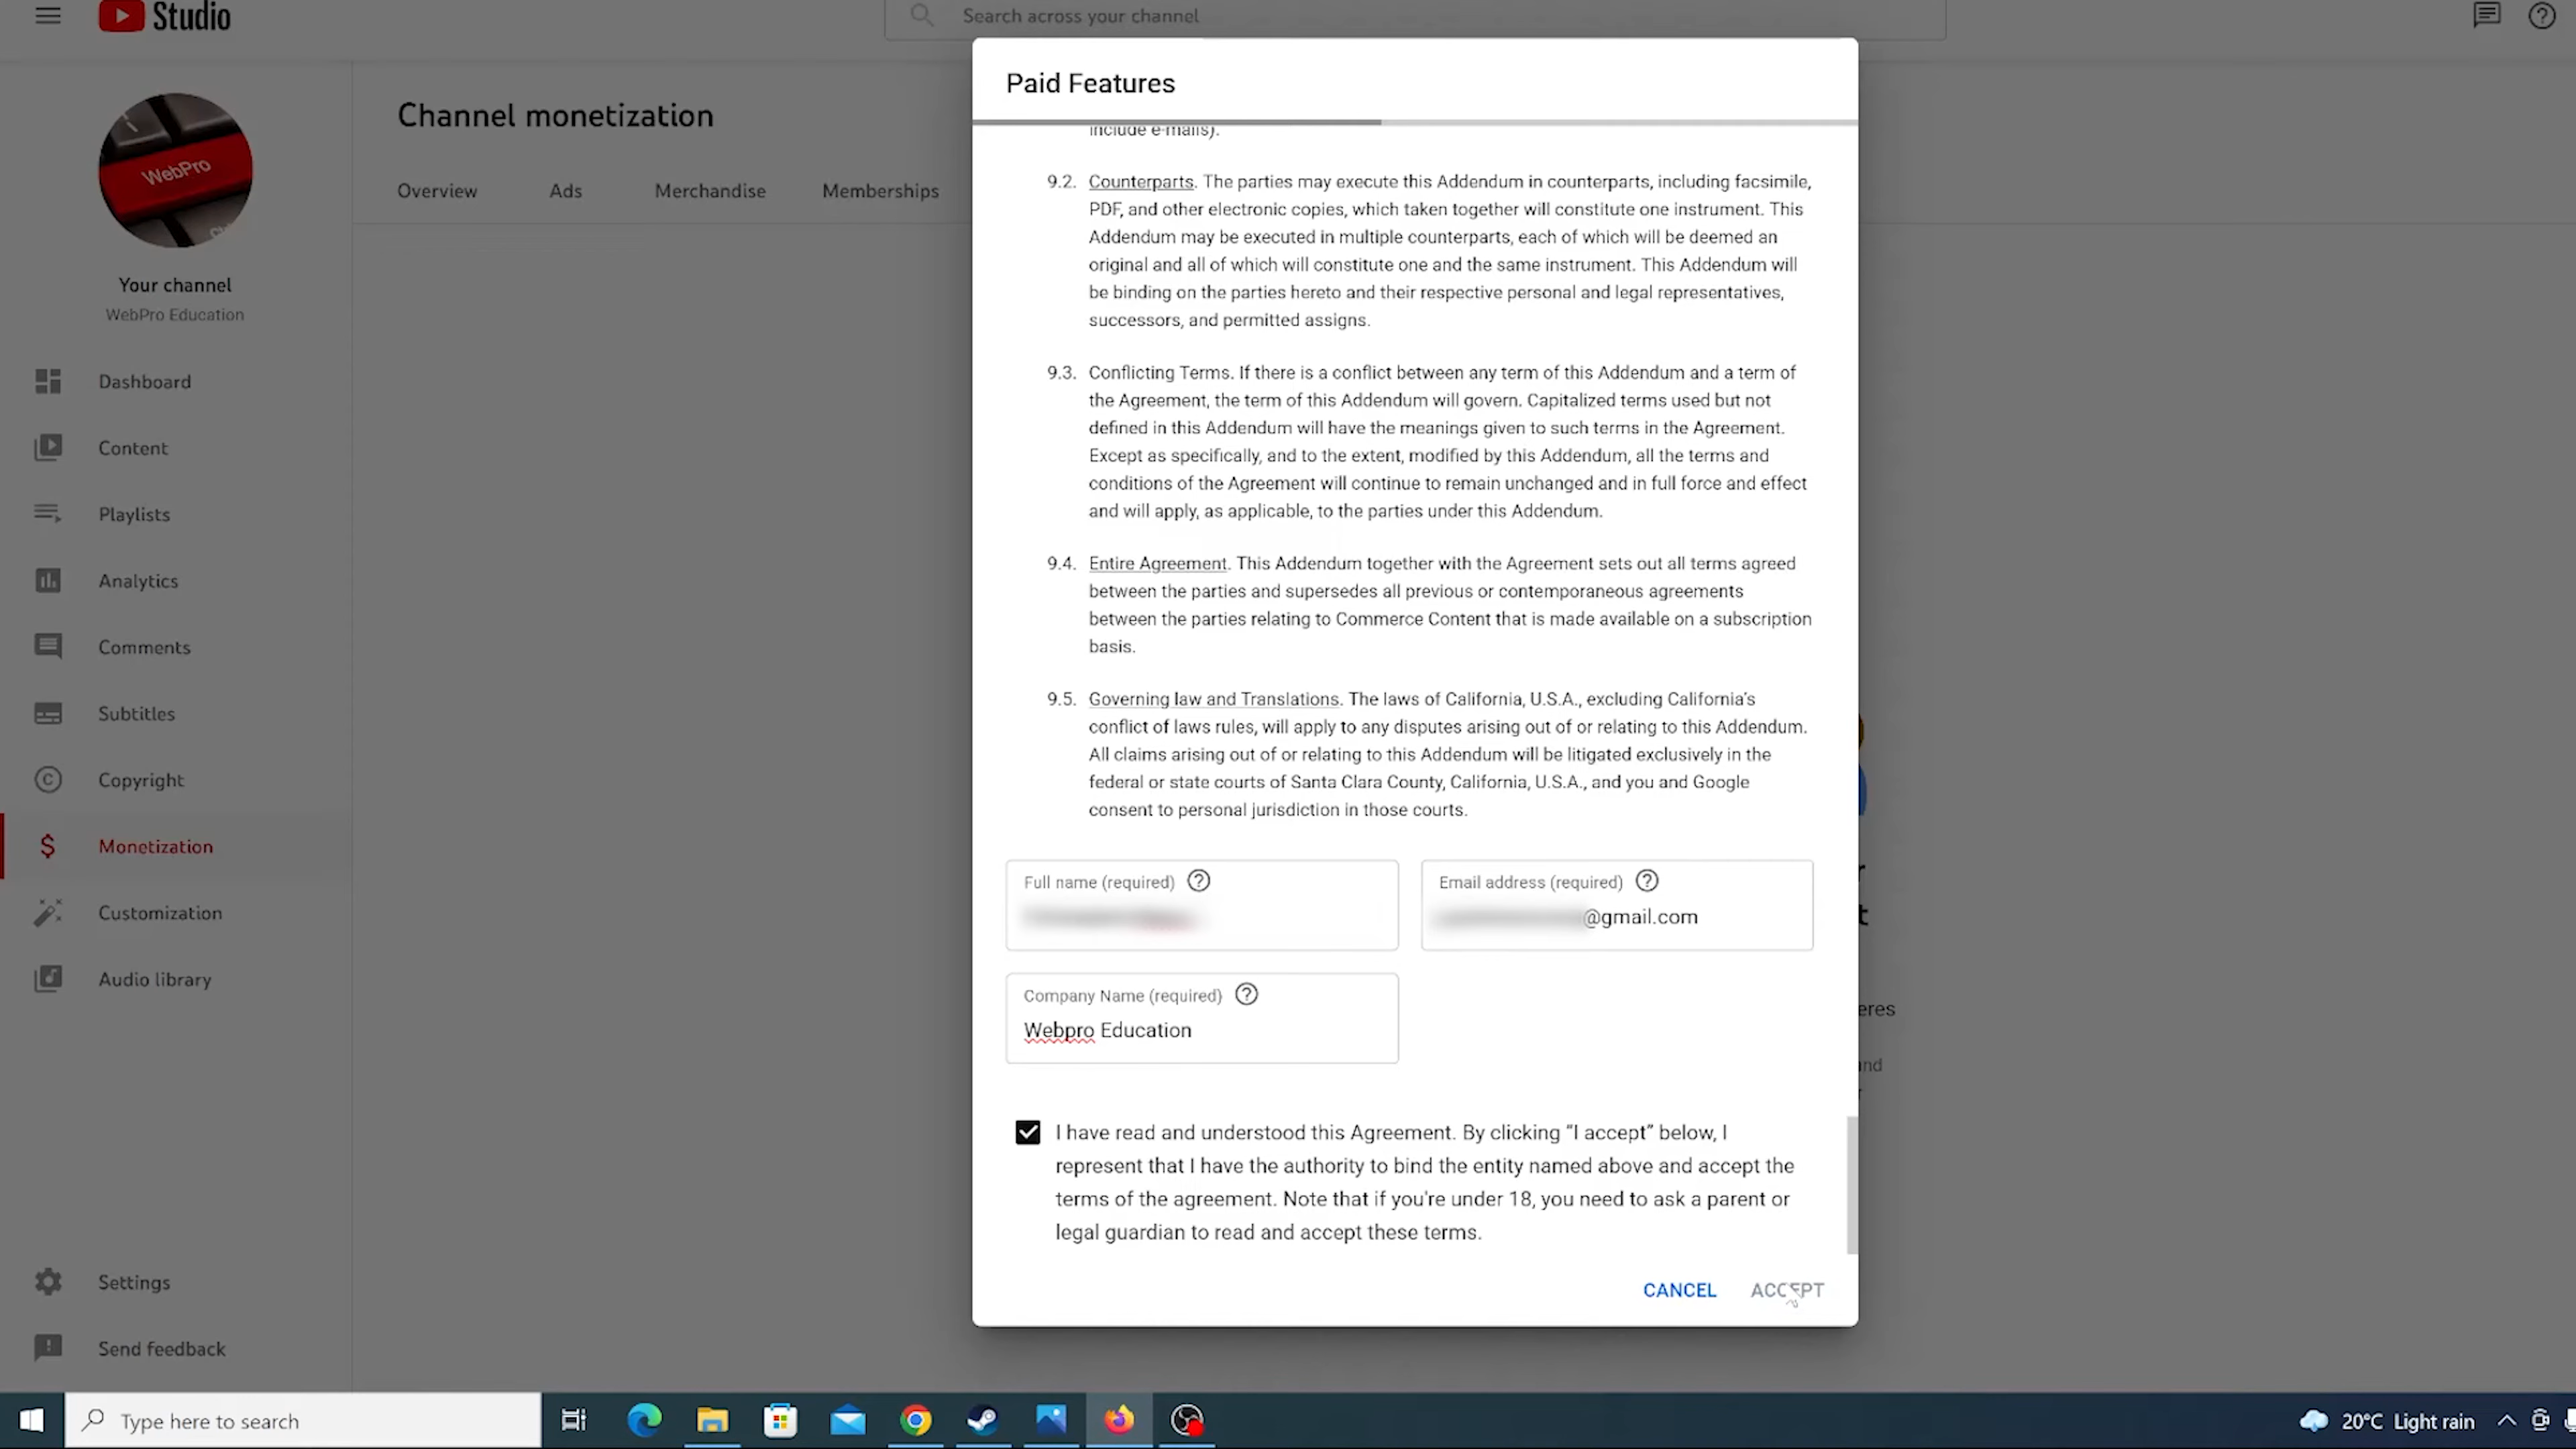 Studio
Search across your channel
Paid Features
Channel monetization
Overview
Ads
Merchandise
Memberships
WebPro
Your channel
WebPro Education
Dashboard
Content
Playlists
Analytics
Comments
Subtitles
Copyright
Monetization
Customization
Audio library
Settings
Send feedback
include e-mails).
9.2. Counterparts. The parties may execute this Addendum in counterparts, including facsimile,
PDF, and other electronic copies, which taken together will constitute one instrument. This
Addendum may be executed in multiple counterparts, each of which will be deemed an
original and all of which will constitute one and the same instrument. This Addendum will
be binding on the parties hereto and their respective personal and legal representatives,
successors, and permitted assigns.
9.3. Conflicting Terms. If there is a conflict between any term of this Addendum and a term of
the Agreement, the term of this Addendum will govern. Capitalized terms used but not
defined in this Addendum will have the meanings given to such terms in the Agreement.
Except as specifically, and to the extent, modified by this Addendum, all the terms and
conditions of the Agreement will continue to remain unchanged and in full force and effect
and will apply, as applicable, to the parties under this Addendum.
9.4. Entire Agreement. This Addendum together with the Agreement sets out all terms agreed
between the parties and supersedes all previous or contemporaneous agreements
between the parties relating to Commerce Content that is made available on a subscription
basis.
9.5. Governing law and Translations. The laws of California, U.S.A., excluding California's
conflict of laws rules, will apply to any disputes arising out of or relating to this Addendum.
All claims arising out of or relating to this Addendum will be litigated exclusively in the
federal or state courts of Santa Clara County, California, U.S.A., and you and Google
consent to personal jurisdiction in those courts.
Full name (required)
Email address (required)
@gmail.com
Company Name (required)
Webpro Education
I have read and understood this Agreement. By clicking “I accept” below, I
represent that I have the authority to bind the entity named above and accept the
terms of the agreement. Note that if you're under 18, you need to ask a parent or
legal guardian to read and accept these terms.
CANCEL
ACCEPT
Type here to search
20°C Light rain